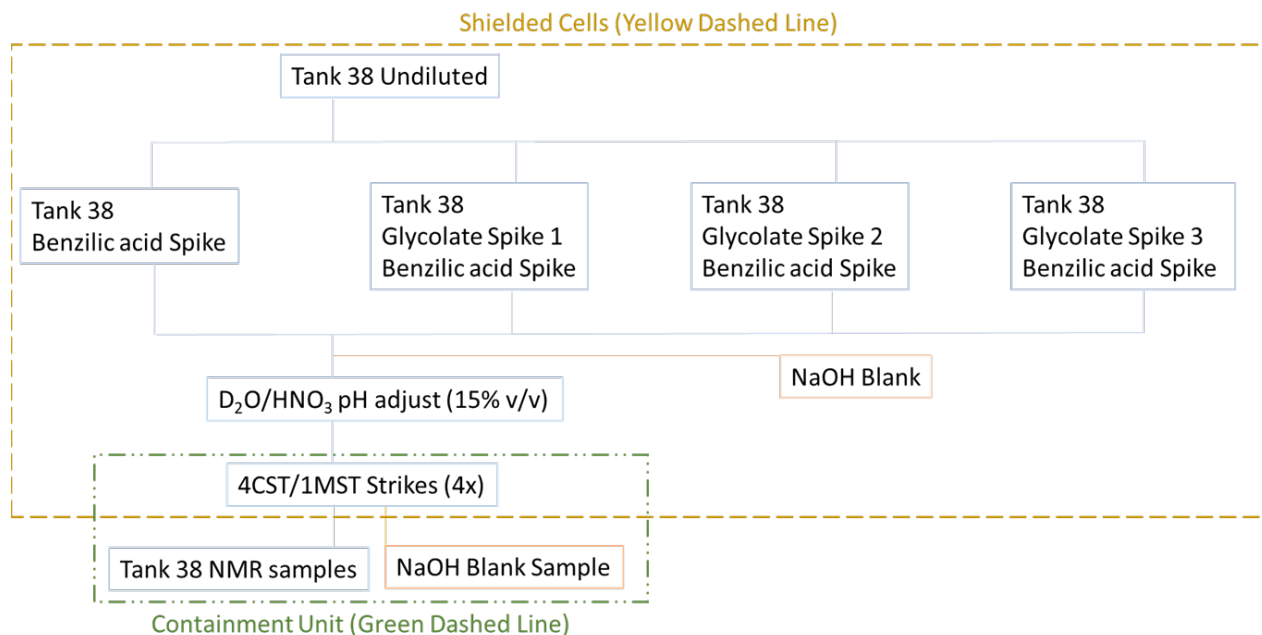 Shielded Cells (Yellow Dashed Line)
Tank 38 Undiluted
Tank 38
Benzilic acid Spike
Tank 38
Glycolate Spike 1
Benzilic acid Spike
Tank 38
Glycolate Spike 2
Benzilic acid Spike
Tank 38
Glycolate Spike 3
Benzilic acid Spike
NaOH Blank
D₂O/HNO₃ pH adjust (15% v/v)
4CST/1MST Strikes (4x)
Tank 38 NMR samples
NaOH Blank Sample
Containment Unit (Green Dashed Line)